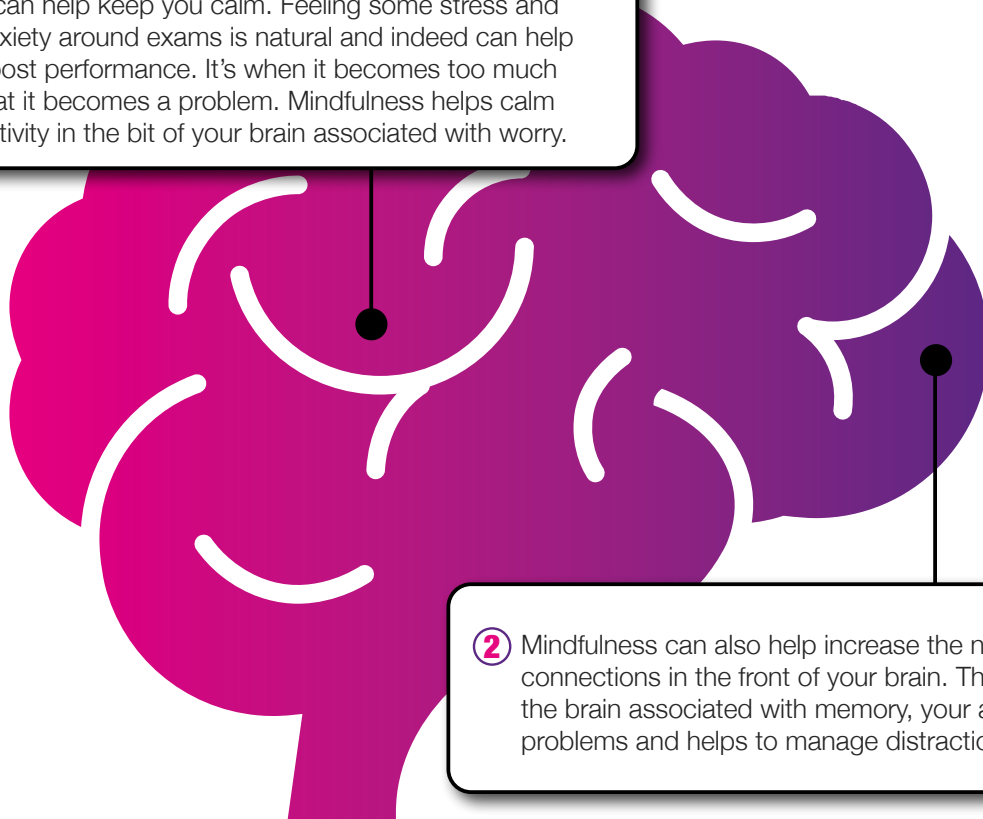 can help keep you calm. Feeling some stress and
xiety around exams is natural and indeed can help
ost performance. It’s when it becomes too much
at it becomes a problem. Mindfulness helps calm
tivity in the bit of your brain associated with worry.
2 Mindfulness can also help increase the n
connections in the front of your brain. Th
the brain associated with memory, your a
problems and helps to manage distractio